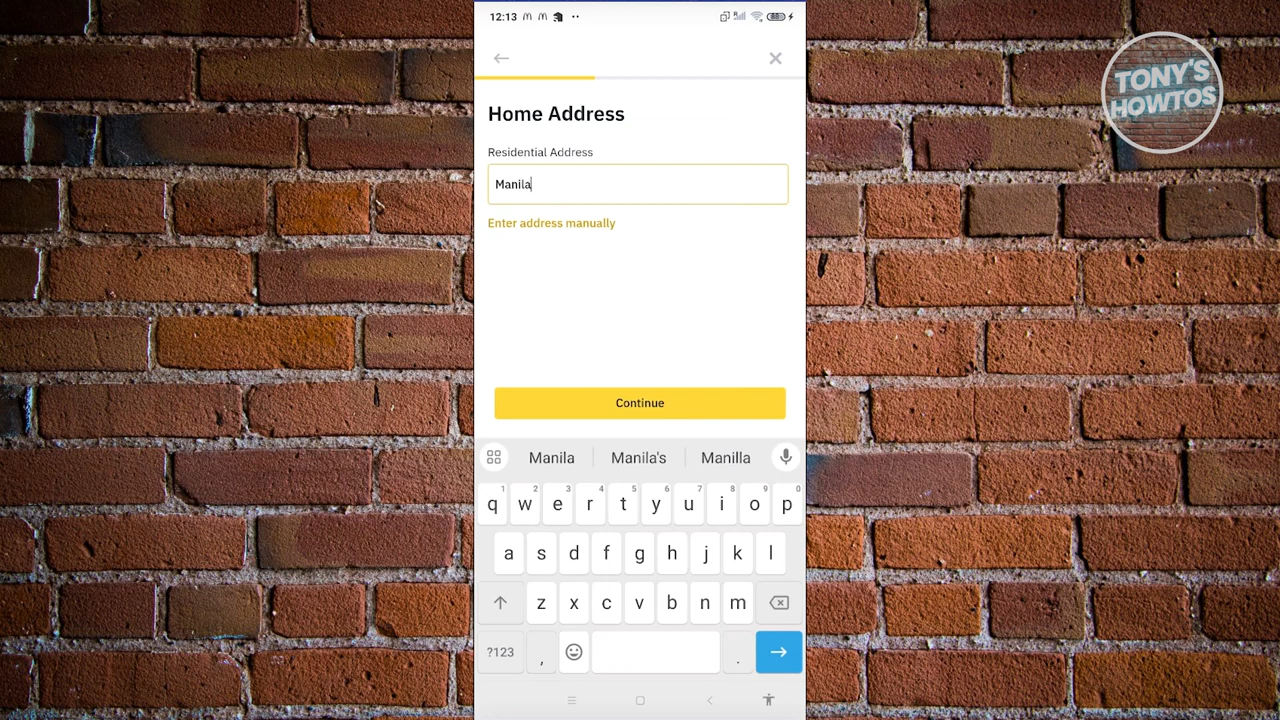 12:13
TONY'S
HOWTOS
Home Address
Residential Address
Manila
Enter address manually
Continue
Manila Manila's Manilla
1 2 3 4 5 6 7 8 9 0
q w e r t y u i o p
a s d f g h j k l
z x c v b n m
?123 , .